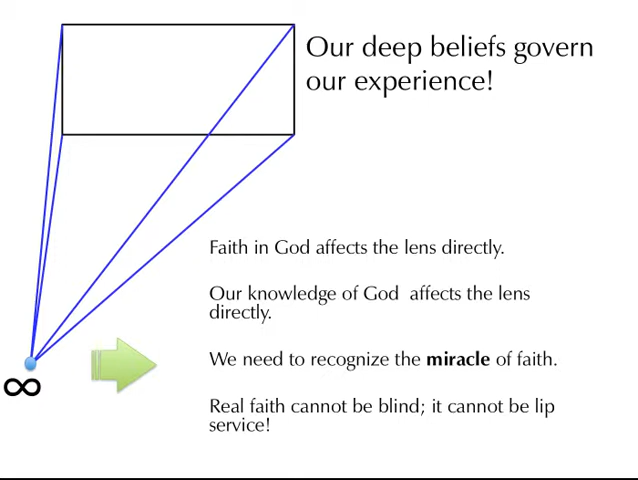 Our deep beliefs govern
our experience!
Faith in God affects the lens directly.
Our knowledge of God  affects the lens
directly.
We need to recognize the miracle of faith.
Real faith cannot be blind; it cannot be lip
service!
∞